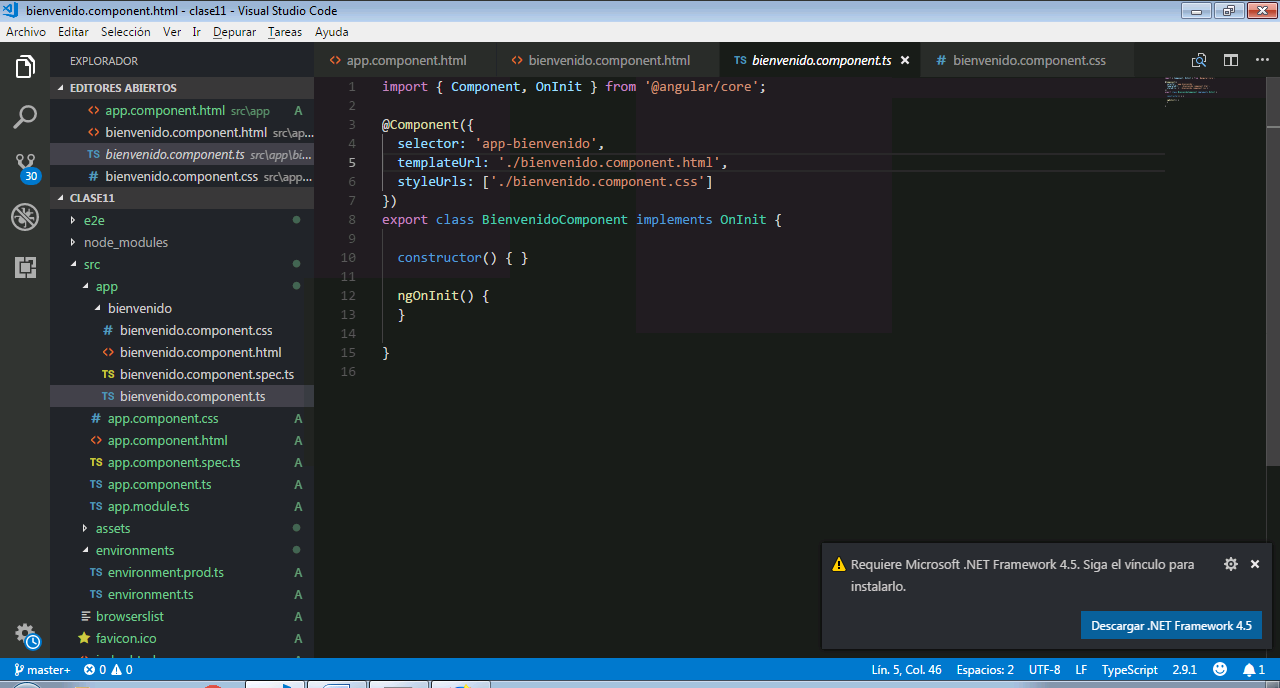 bienvenido.component.html - clase11 - Visual Studio Code
Archivo Editar Selección Ver Ir Depurar Tareas Ayuda
EXPLORADOR
EDITORES ABIERTOS
app.component.html src\app A
bienvenido.component.html src\ap...
TS bienvenido.component.ts src\app\bi...
# bienvenido.component.css src\app...
30
CLASE11
e2e
node_modules
src
app
bienvenido
# bienvenido.component.css
<> bienvenido.component.html
TS bienvenido.component.spec.ts
TS bienvenido.component.ts
# app.component.css A
<> app.component.html A
TS app.component.spec.ts A
TS app.component.ts A
TS app.module.ts A
assets
environments
TS environment.prod.ts A
TS environment.ts A
browserslist A
favicon.ico A
<> app.component.html
<> bienvenido.component.html
TS bienvenido.component.ts ×
# bienvenido.component.css
1 import { Component, OnInit } from '@angular/core';
2
3 @Component({
4 selector: 'app-bienvenido',
5 templateUrl: './bienvenido.component.html',
6 styleUrls: ['./bienvenido.component.css']
7 })
8 export class BienvenidoComponent implements OnInit {
9
10 constructor() { }
11
12 ngOnInit() {
13 }
14
15 }
16
Requiere Microsoft .NET Framework 4.5. Siga el vínculo para
instalarlo.
Descargar .NET Framework 4.5
master+ 0 0 Lín. 5, Col. 46 Espacios: 2 UTF-8 LF TypeScript 2.9.1 1